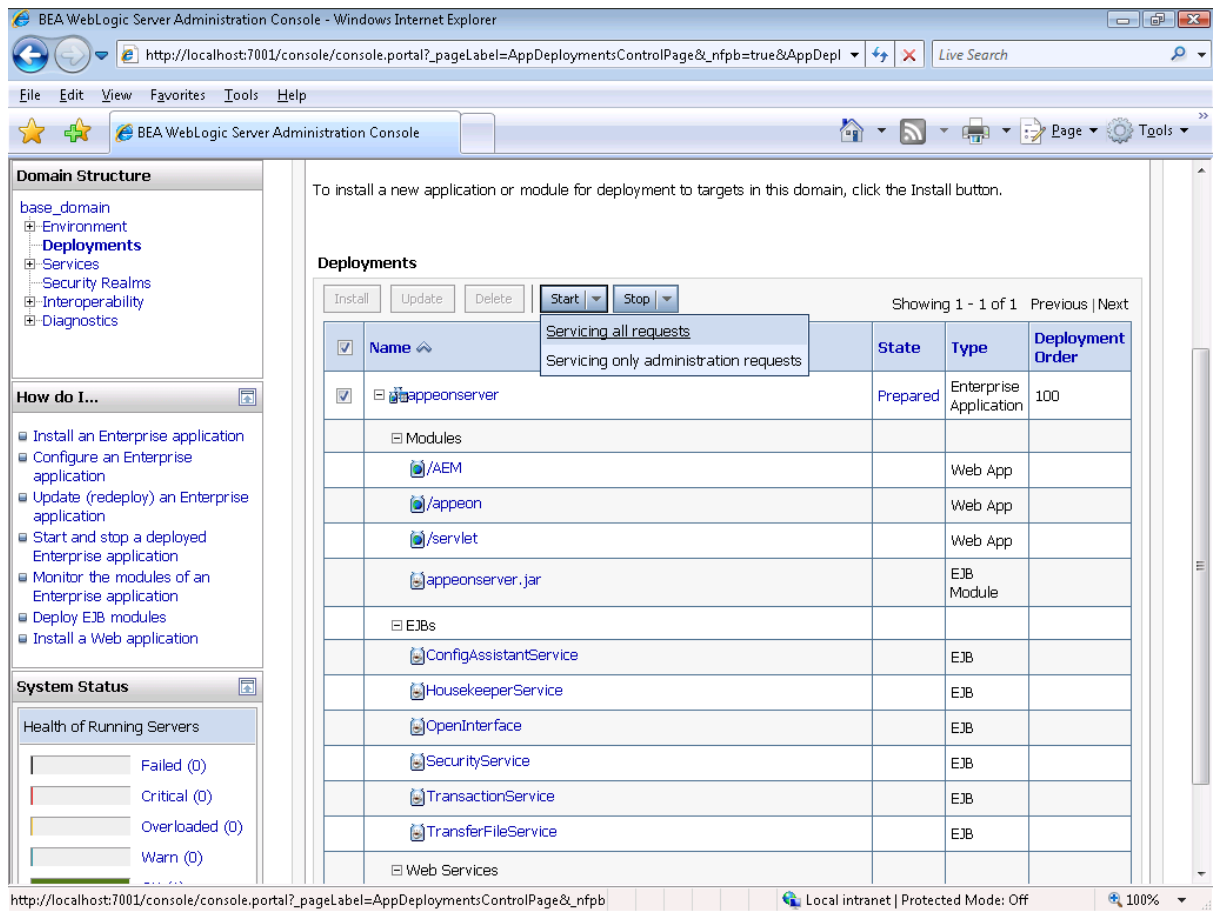 BEA WebLogic Server Administration Console - Windows Internet Explorer
http://localhost:7001/console/console.portal?_pageLabel=AppDeploymentsControlPage&_nfpb=true&AppDepl
Live Search
File Edit View Favorites Tools Help
BEA WebLogic Server Administration Console
Page Tools
Domain Structure
base_domain
Environment
Deployments
Services
Security Realms
Interoperability
Diagnostics
How do I...
Install an Enterprise application
Configure an Enterprise
application
Update (redeploy) an Enterprise
application
Start and stop a deployed
Enterprise application
Monitor the modules of an
Enterprise application
Deploy EJB modules
Install a Web application
System Status
Health of Running Servers
Failed (0)
Critical (0)
Overloaded (0)
Warn (0)
To install a new application or module for deployment to targets in this domain, click the Install button.
Deployments
Install Update Delete Start Stop Showing 1 - 1 of 1 Previous | Next
Servicing all requests
Servicing only administration requests
Name State Type Deployment
Order
appeonserver Prepared Enterprise
Application 100
Modules
/AEM Web App
/appeon Web App
/servlet Web App
appeonserver.jar EJB
Module
EJBs
ConfigAssistantService EJB
HousekeeperService EJB
OpenInterface EJB
SecurityService EJB
TransactionService EJB
TransferFileService EJB
Web Services
http://localhost:7001/console/console.portal?_pageLabel=AppDeploymentsControlPage&_nfpb
Local intranet | Protected Mode: Off
100%